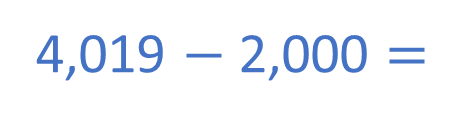 4,019 − 2,000 =